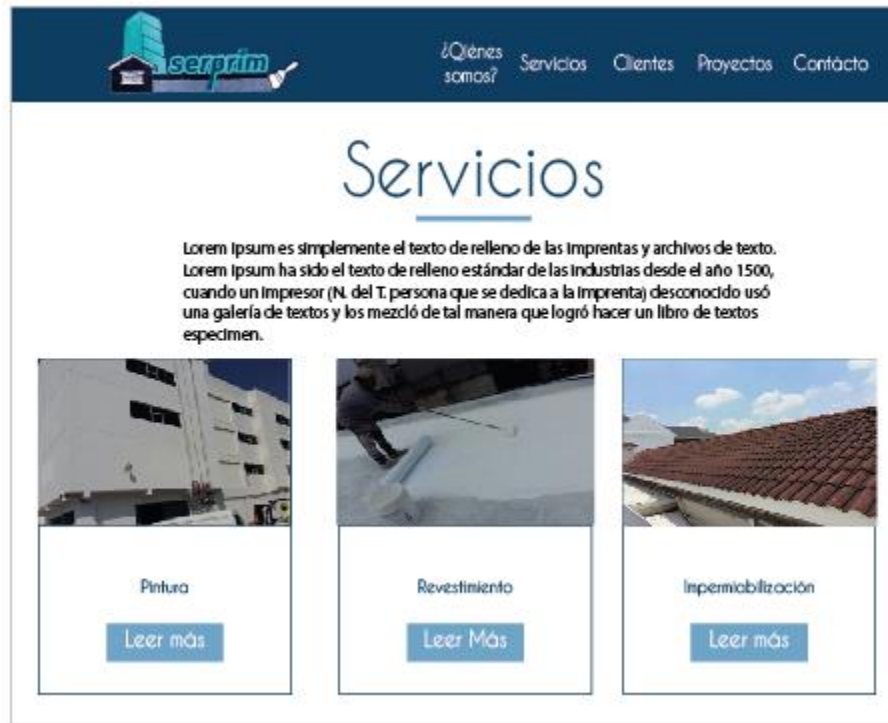 serprim
¿Qiénes
somos?
Servicios
Clientes
Proyectos
Contácto
Servicios
Lorem Ipsum es simplemente el texto de relleno de las imprentas y archivos de texto.
Lorem Ipsum ha sido el texto de relleno estándar de las industrias desde el año 1500,
cuando un impresor (N. del T. persona que se dedica a la imprenta) desconocido usó
una galería de textos y los mezcló de tal manera que logró hacer un libro de textos
especimen.
Pintura
Leer más
Revestimiento
Leer Más
Impermiabilización
Leer más